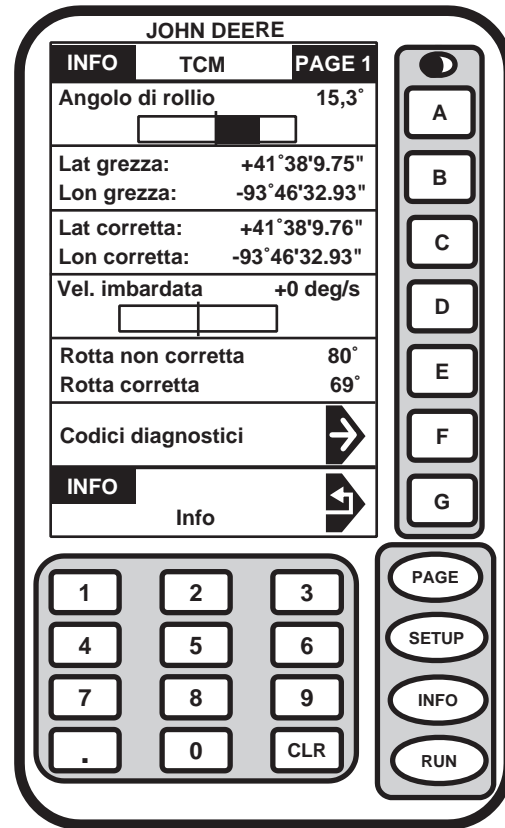 JOHN DEERE
INFO TCM PAGE 1
Angolo di rollio 15,3°
Lat grezza: +41°38'9.75"
Lon grezza: -93°46'32.93"
Lat corretta: +41°38'9.76"
Lon corretta: -93°46'32.93"
Vel. imbardata +0 deg/s
Rotta non corretta 80°
Rotta corretta 69°
Codici diagnostici
INFO
Info
A
B
C
D
E
F
G
1 2 3
4 5 6
7 8 9
. 0 CLR
PAGE
SETUP
INFO
RUN